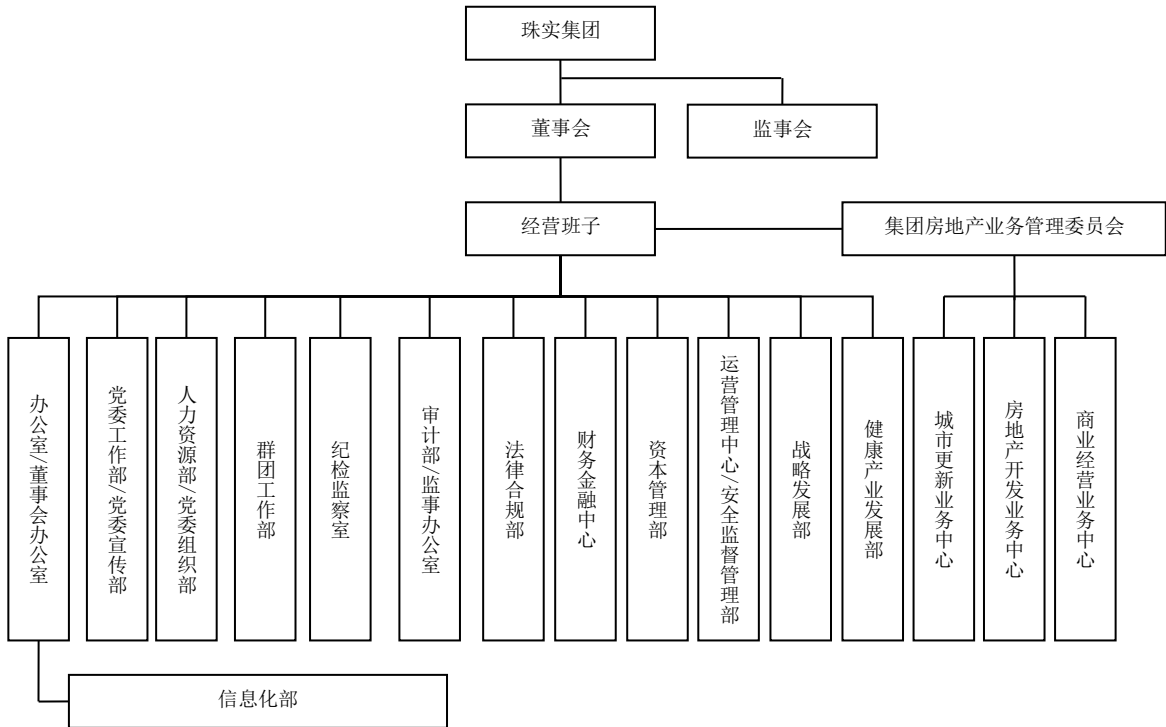 珠实集团
董事会
监事会
经营班子
集团房地产业务管理委员会
办公室/董事会办公室
党委工作部/党委宣传部
人力资源部/党委组织部
群团工作部
纪检监察室
审计部/监事办公室
法律合规部
财务金融中心
资本管理部
运营管理中心/安全监督管理部
战略发展部
健康产业发展部
城市更新业务中心
房地产开发业务中心
商业经营业务中心
信息化部